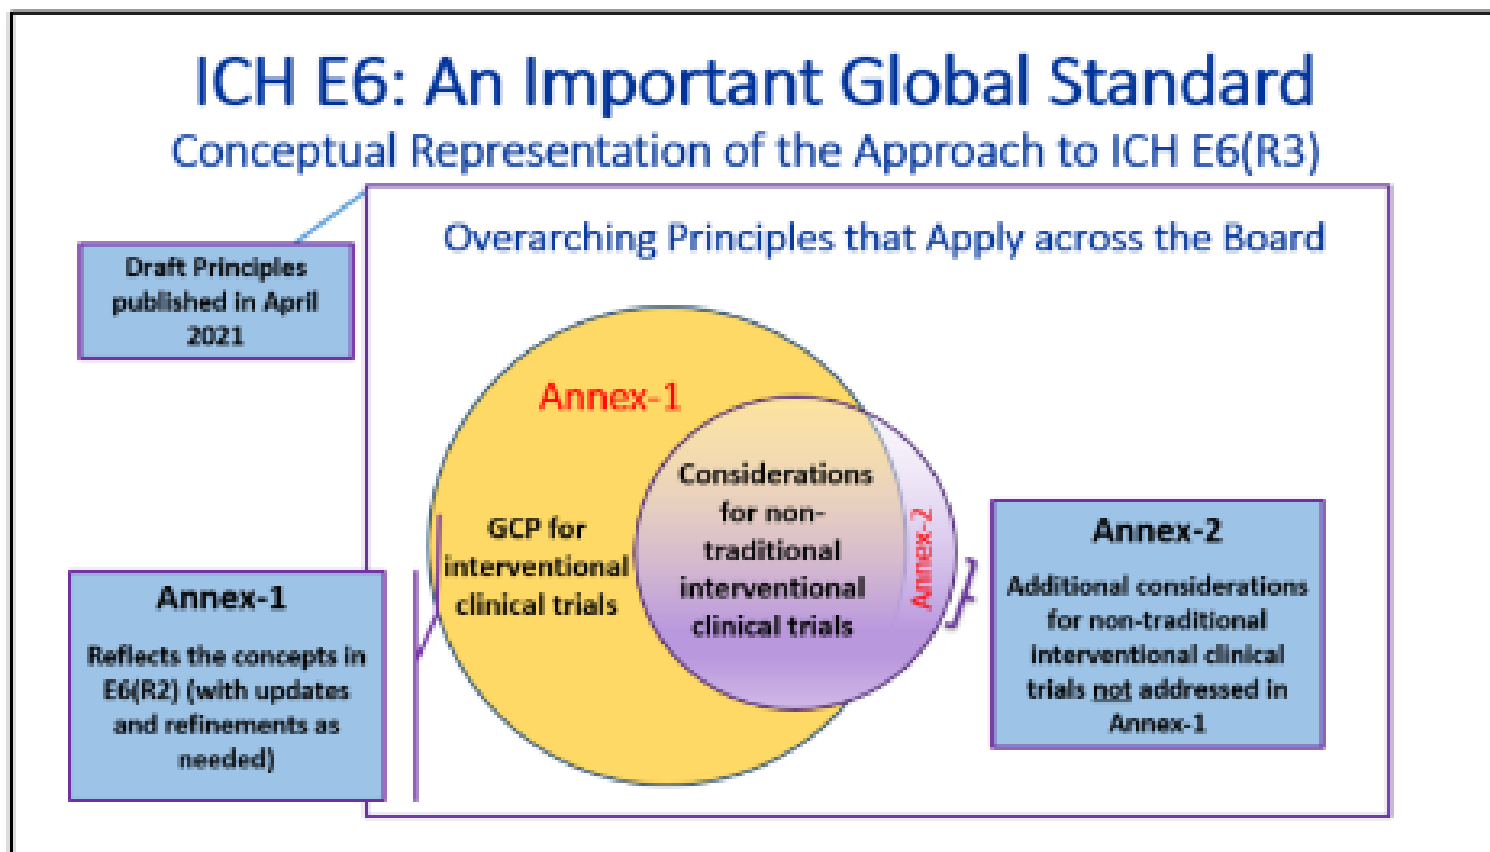 ICH E6: An Important Global Standard
Conceptual Representation of the Approach to ICH E6(R3)
Overarching Principles that Apply across the Board
Draft Principles
published in April
2021
Annex-1
GCP for
interventional
clinical trials
Considerations
for non-
traditional
interventional
clinical trials
Annex-2
Annex-1
Reflects the concepts in
E6(R2) (with updates
and refinements as
needed)
Annex-2
Additional considerations
for non-traditional
interventional clinical
trials not addressed in
Annex-1